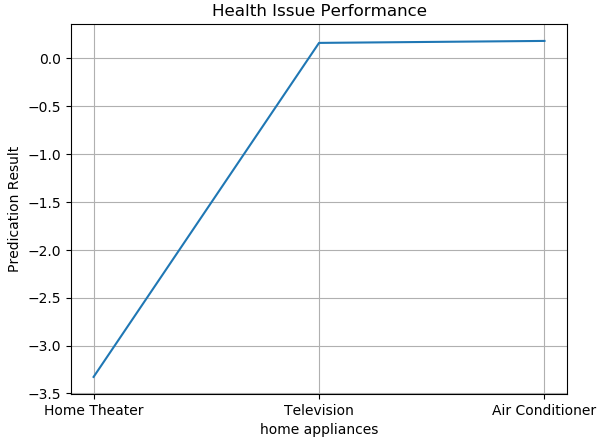 Health Issue Performance
Predication Result
0.0
−0.5
−1.0
−1.5
−2.0
−2.5
−3.0
−3.5
Home Theater Television Air Conditioner
home appliances